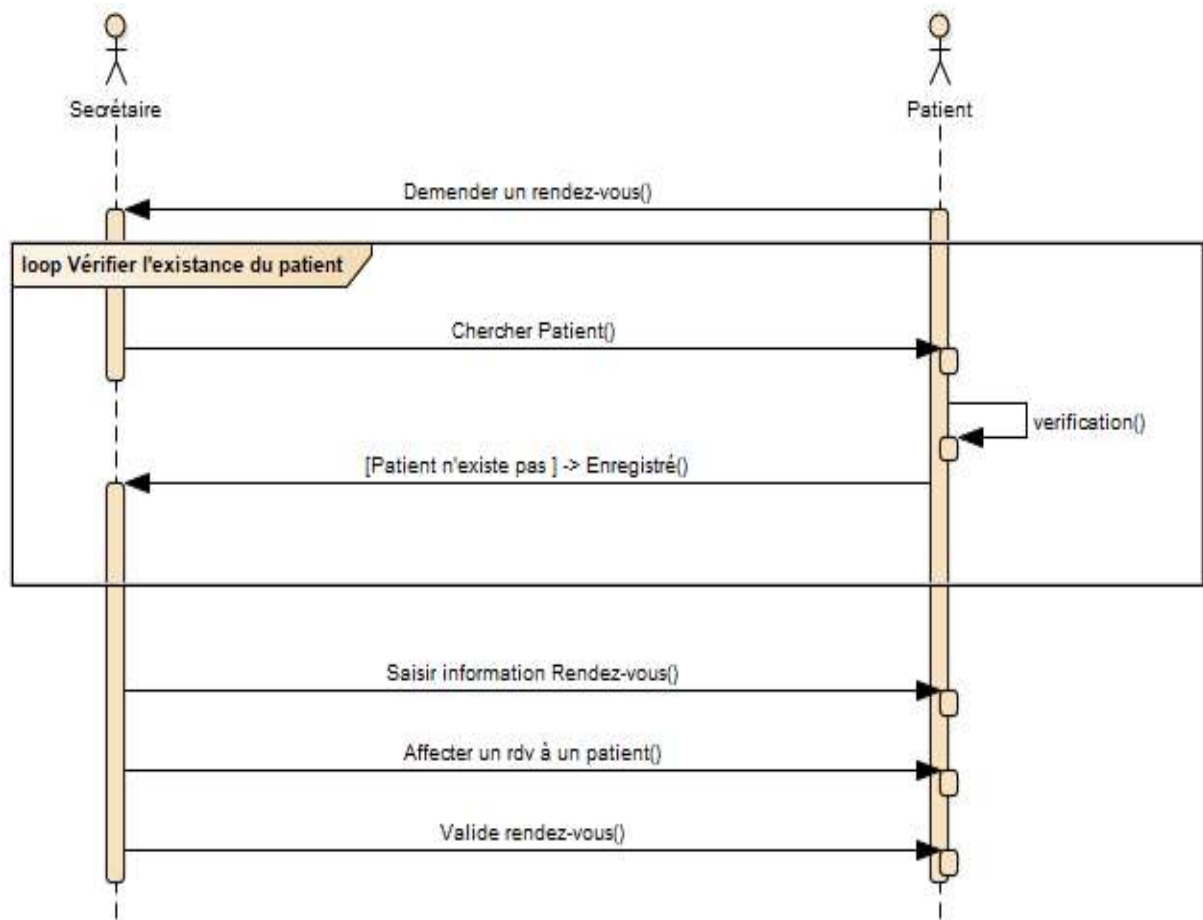 Secrétaire
Patient
Demender un rendez-vous()
loop Vérifier l'existance du patient
Chercher Patient()
verification()
[Patient n'existe pas ] -> Enregistré()
Saisir information Rendez-vous()
Affecter un rdv à un patient()
Valide rendez-vous()